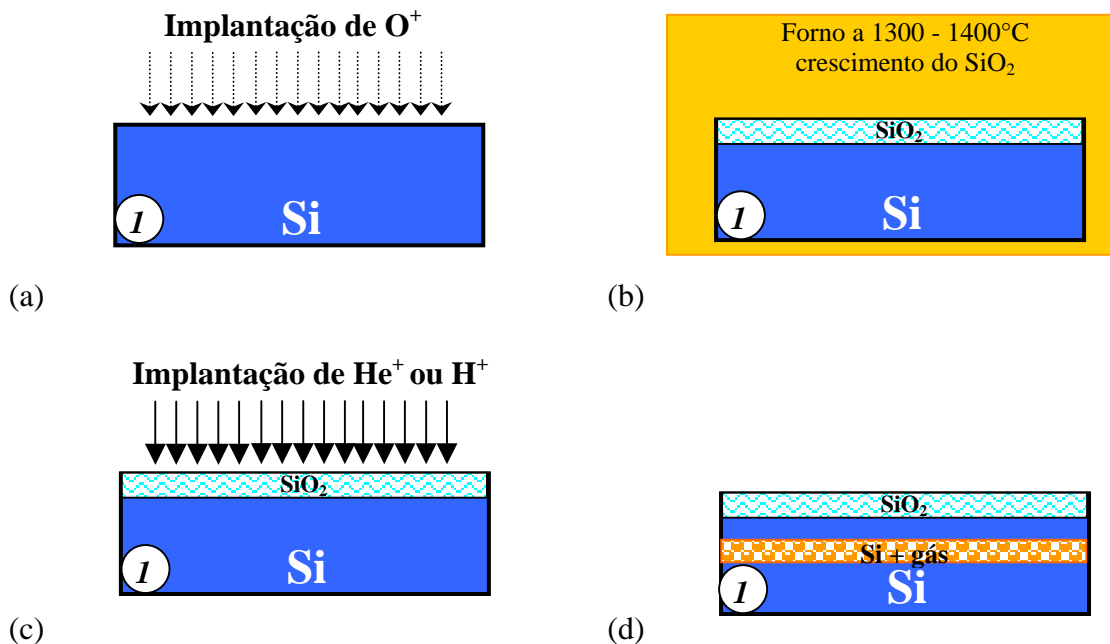 Implantação de O⁺
Si
1
(a)
Forno a 1300 - 1400°C
crescimento do SiO₂
SiO₂
Si
1
(b)
Implantação de He⁺ ou H⁺
SiO₂
Si
1
(c)
SiO₂
Si + gás
Si
1
(d)